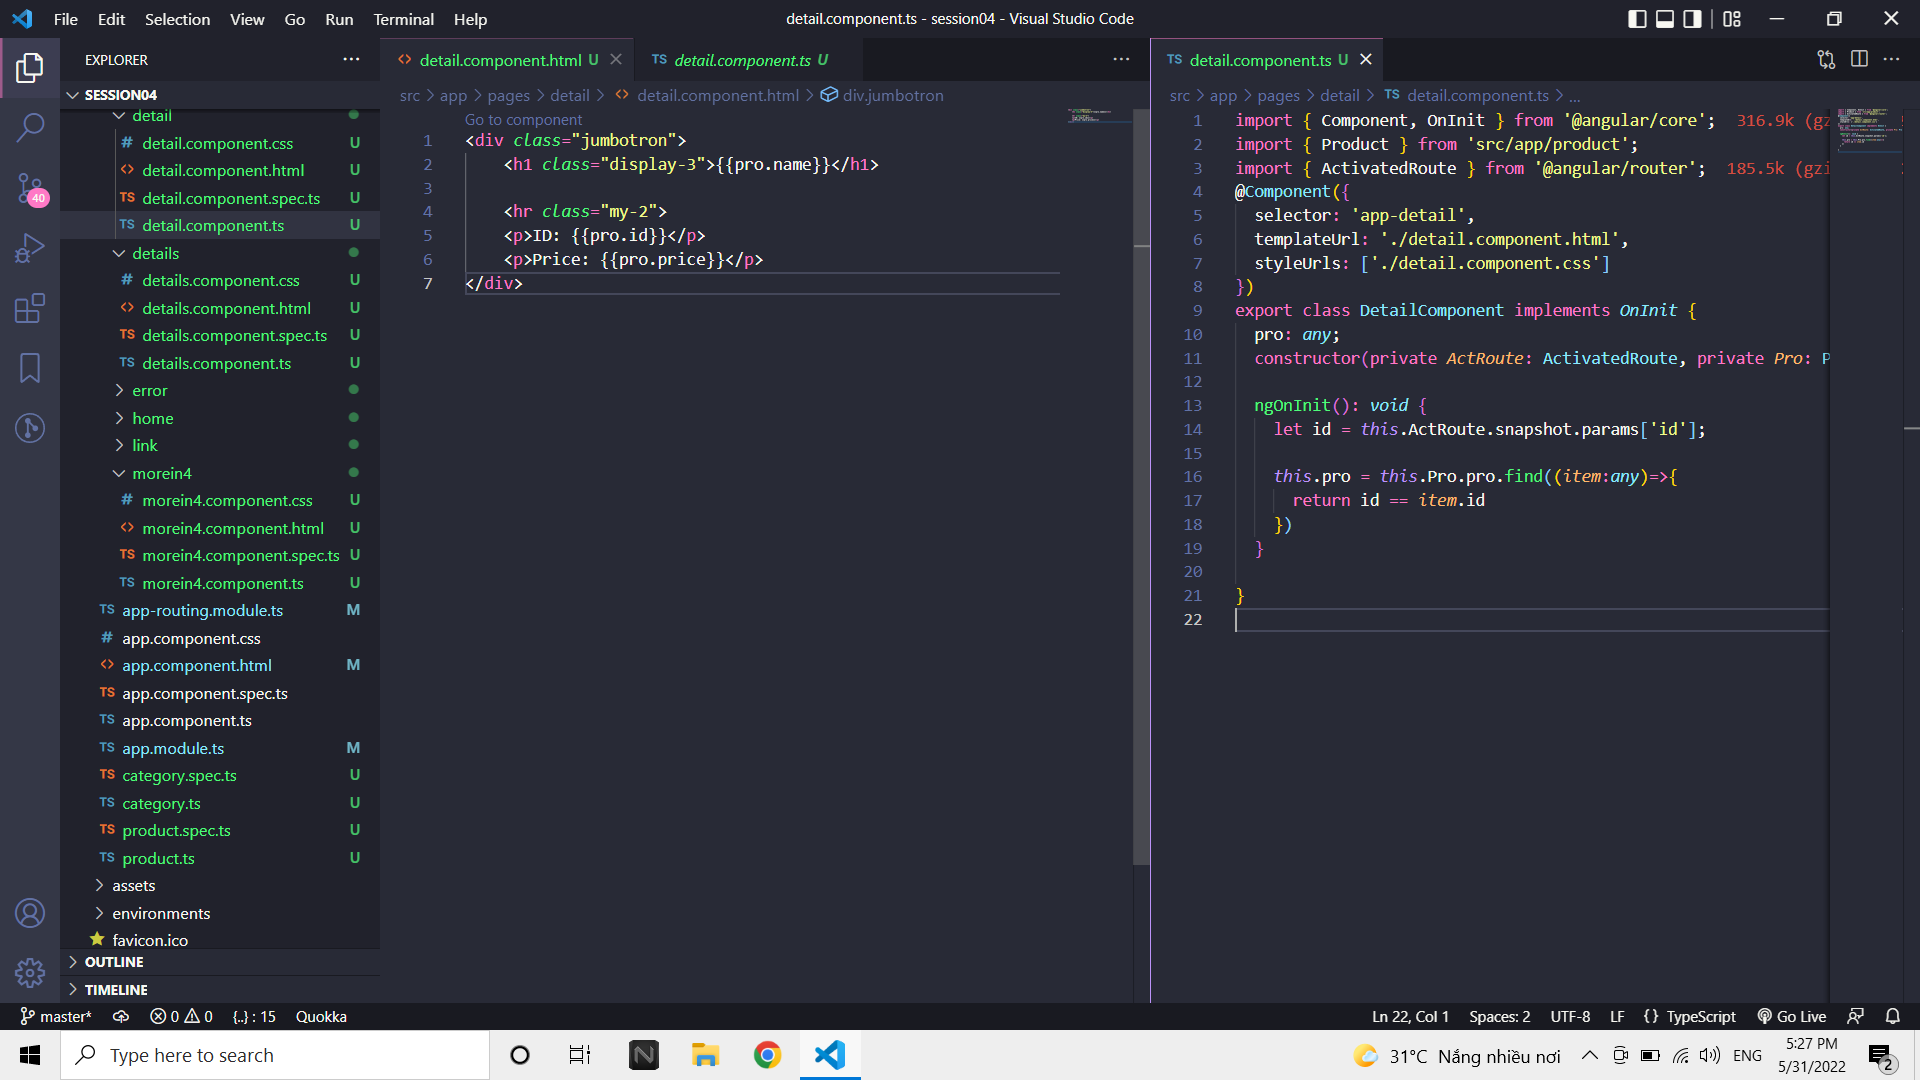 File Edit Selection View Go Run Terminal Help
detail.component.ts - session04 - Visual Studio Code
EXPLORER
SESSION04
detail
# detail.component.css U
<> detail.component.html U
TS detail.component.spec.ts U
TS detail.component.ts U
details
# details.component.css U
<> details.component.html U
TS details.component.spec.ts U
TS details.component.ts U
error
home
link
morein4
# morein4.component.css U
<> morein4.component.html U
TS morein4.component.spec.ts U
TS morein4.component.ts U
TS app-routing.module.ts M
# app.component.css
<> app.component.html M
TS app.component.spec.ts
TS app.component.ts
TS app.module.ts M
TS category.spec.ts U
TS category.ts U
TS product.spec.ts U
TS product.ts U
assets
environments
favicon.ico
OUTLINE
TIMELINE
40
<> detail.component.html U
TS detail.component.ts U
src > app > pages > detail > <> detail.component.html > div.jumbotron
Go to component
1 <div class="jumbotron">
2 <h1 class="display-3">{{pro.name}}</h1>
3
4 <hr class="my-2">
5 <p>ID: {{pro.id}}</p>
6 <p>Price: {{pro.price}}</p>
7 </div>
TS detail.component.ts U
src > app > pages > detail > TS detail.component.ts > ...
1 import { Component, OnInit } from '@angular/core'; 316.9k (gz
2 import { Product } from 'src/app/product';
3 import { ActivatedRoute } from '@angular/router'; 185.5k (gzi
4 @Component({
5 selector: 'app-detail',
6 templateUrl: './detail.component.html',
7 styleUrls: ['./detail.component.css']
8 })
9 export class DetailComponent implements OnInit {
10 pro: any;
11 constructor(private ActRoute: ActivatedRoute, private Pro: P
12
13 ngOnInit(): void {
14 let id = this.ActRoute.snapshot.params['id'];
15
16 this.pro = this.Pro.pro.find((item:any)=>{
17 return id == item.id
18 })
19 }
20
21 }
22
master* 0 0 {..} : 15 Quokka
Ln 22, Col 1 Spaces: 2 UTF-8 LF {} TypeScript Go Live
Type here to search
31°C Nắng nhiều nơi ENG
5:27 PM
5/31/2022
2